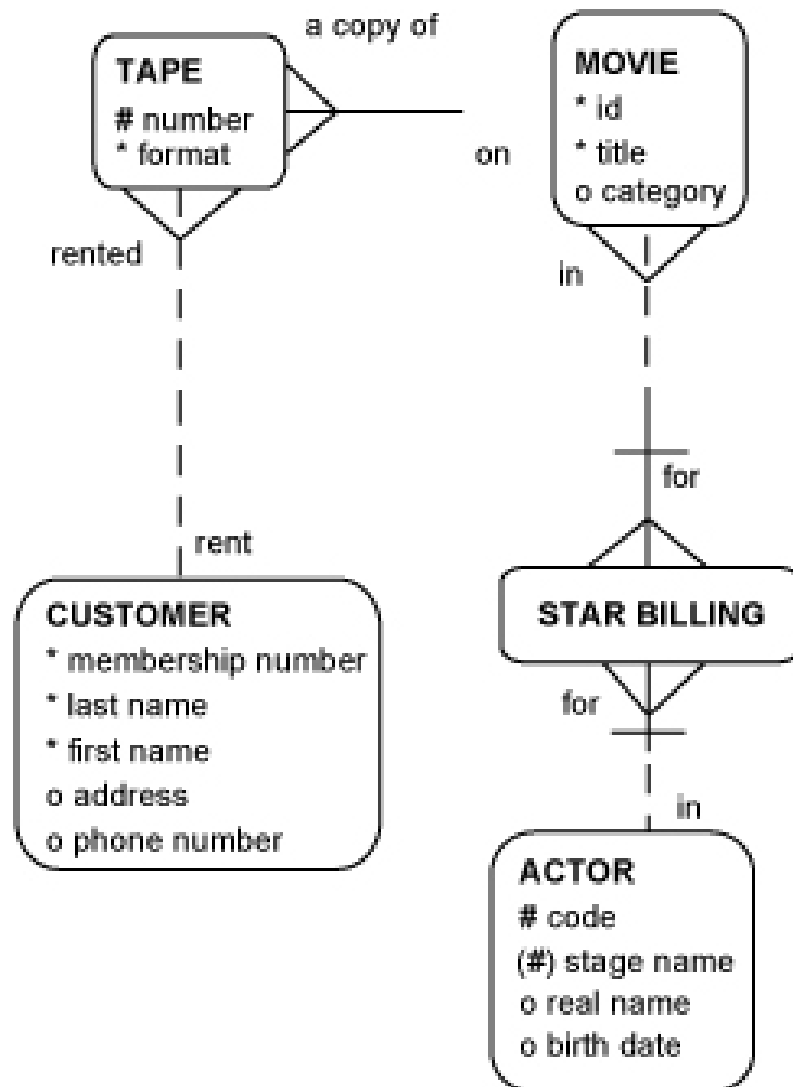 a copy of
TAPE
# number
* format
on
MOVIE
* id
* title
o category
rented
in
for
rent
CUSTOMER
* membership number
* last name
* first name
o address
o phone number
STAR BILLING
for
in
ACTOR
# code
(#) stage name
o real name
o birth date